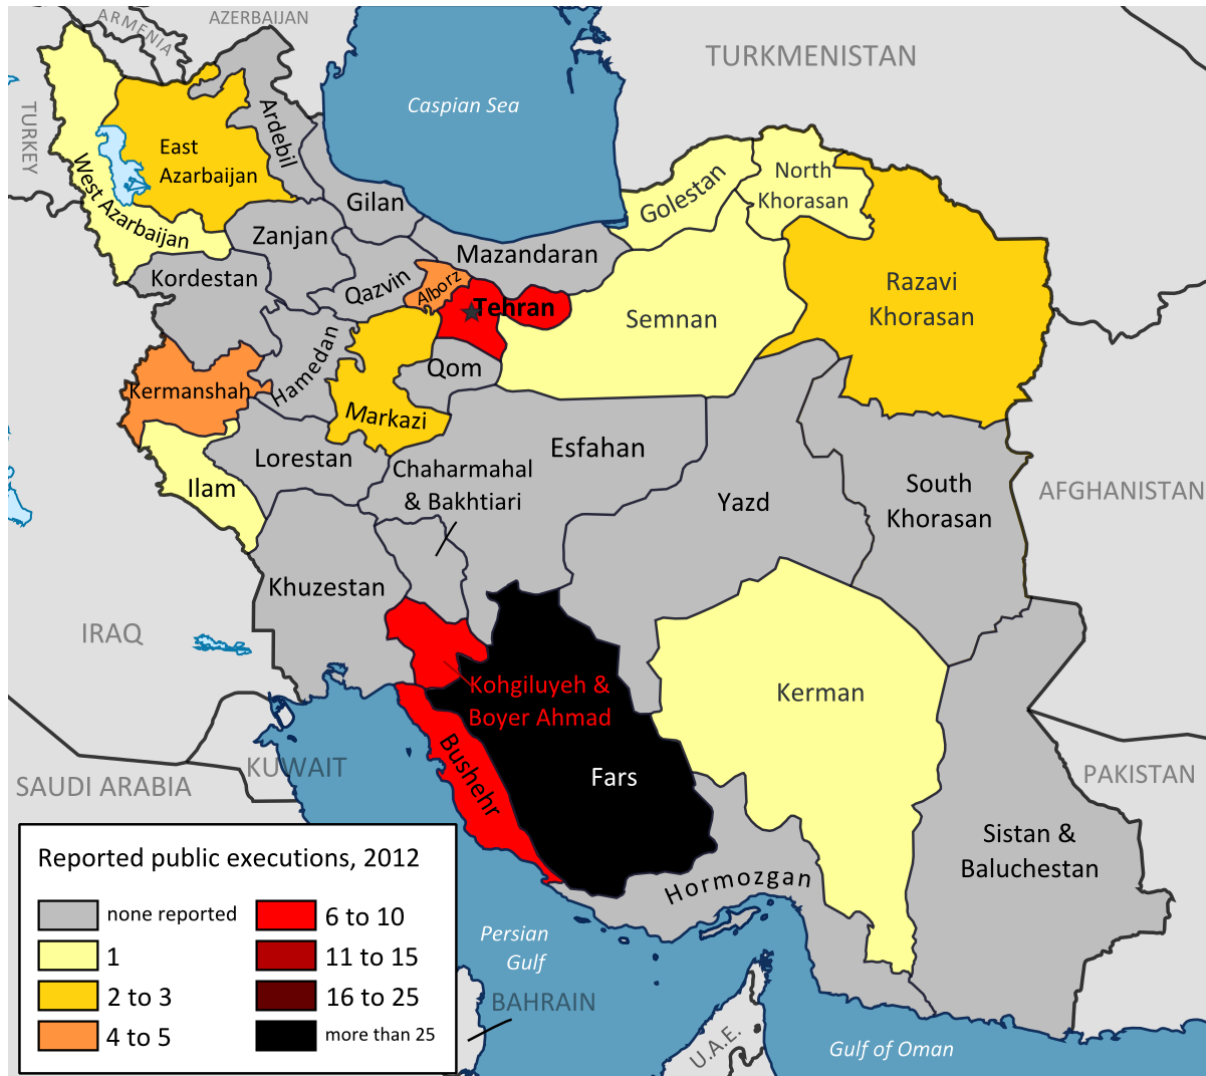 ARMENIA
AZERBAIJAN
TURKEY
TURKMENISTAN
Caspian Sea
Ardebil
East
Azarbaijan
West Azarbaijan
Gilan
Golestan
North
Khorasan
Zanjan
Mazandaran
Kordestan
Qazvin
Alborz
Tehran
Razavi
Khorasan
Semnan
Hamedan
Qom
Kermanshah
Markazi
Lorestan
Esfahan
Chaharmahal
& Bakhtiari
Ilam
Yazd
South
Khorasan
AFGHANISTAN
Khuzestan
IRAQ
Kohgiluyeh &
Boyer Ahmad
Kerman
Bushehr
Fars
KUWAIT
SAUDI ARABIA
PAKISTAN
Sistan &
Baluchestan
Hormozgan
Persian
Gulf
BAHRAIN
U.A.E.
Gulf of Oman
Reported public executions, 2012
none reported
1
2 to 3
4 to 5
6 to 10
11 to 15
16 to 25
more than 25